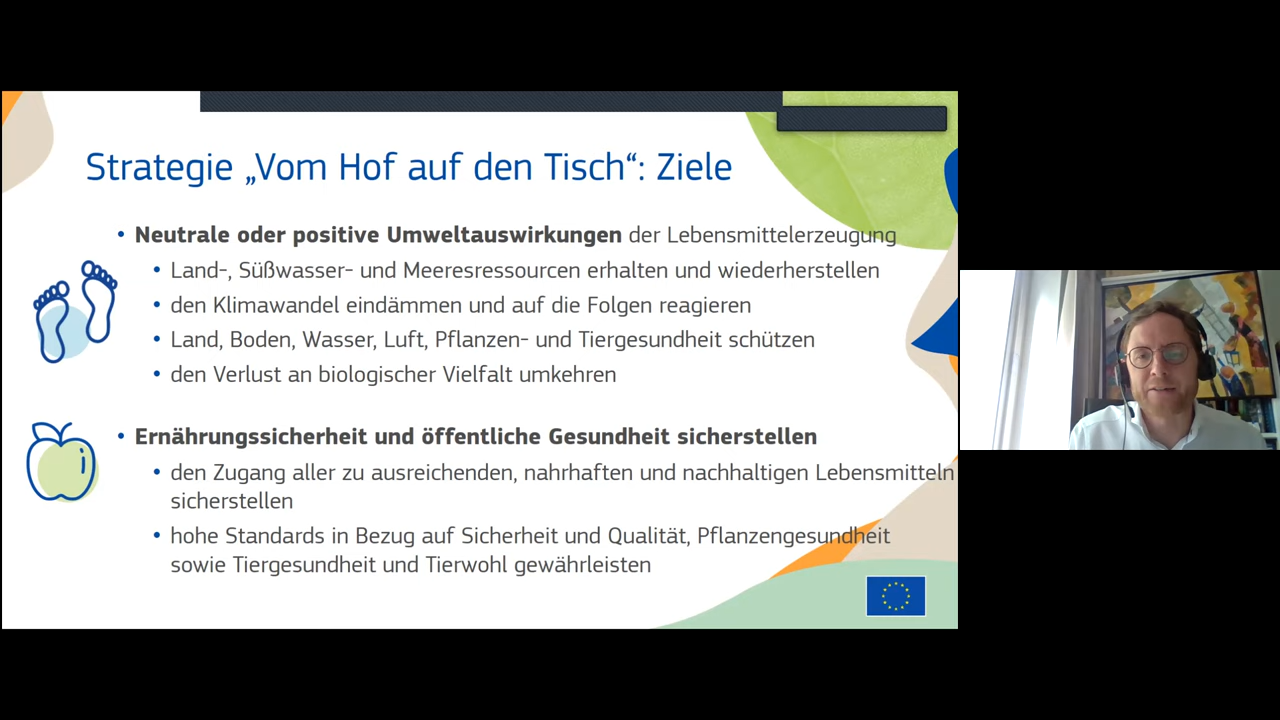 Strategie „Vom Hof auf den Tisch“: Ziele
• Neutrale oder positive Umweltauswirkungen der Lebensmittelerzeugung
• Land-, Süßwasser- und Meeresressourcen erhalten und wiederherstellen
• den Klimawandel eindämmen und auf die Folgen reagieren
• Land, Boden, Wasser, Luft, Pflanzen- und Tiergesundheit schützen
• den Verlust an biologischer Vielfalt umkehren
• Ernährungssicherheit und öffentliche Gesundheit sicherstellen
• den Zugang aller zu ausreichenden, nahrhaften und nachhaltigen Lebensmitteln
sicherstellen
• hohe Standards in Bezug auf Sicherheit und Qualität, Pflanzengesundheit
sowie Tiergesundheit und Tierwohl gewährleisten